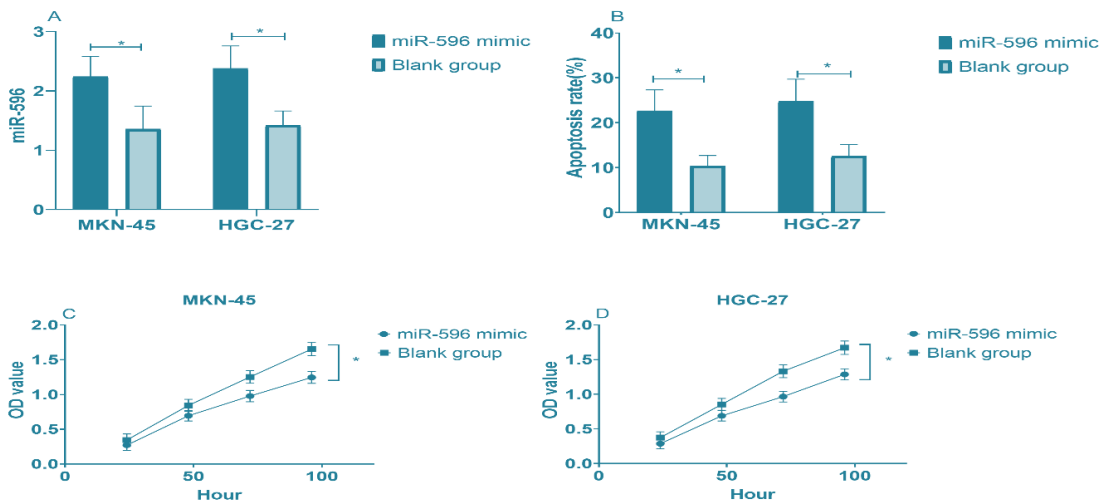 A
miR-596
3
2
1
0
*
*
MKN-45
HGC-27
miR-596 mimic
Blank group
B
Apoptosis rate(%)
40
30
20
10
0
*
*
MKN-45
HGC-27
miR-596 mimic
Blank group
C
MKN-45
OD value
2.0
1.5
1.0
0.5
0.0
0
50
100
Hour
miR-596 mimic
Blank group
*
D
HGC-27
OD value
2.0
1.5
1.0
0.5
0.0
0
50
100
Hour
miR-596 mimic
Blank group
*